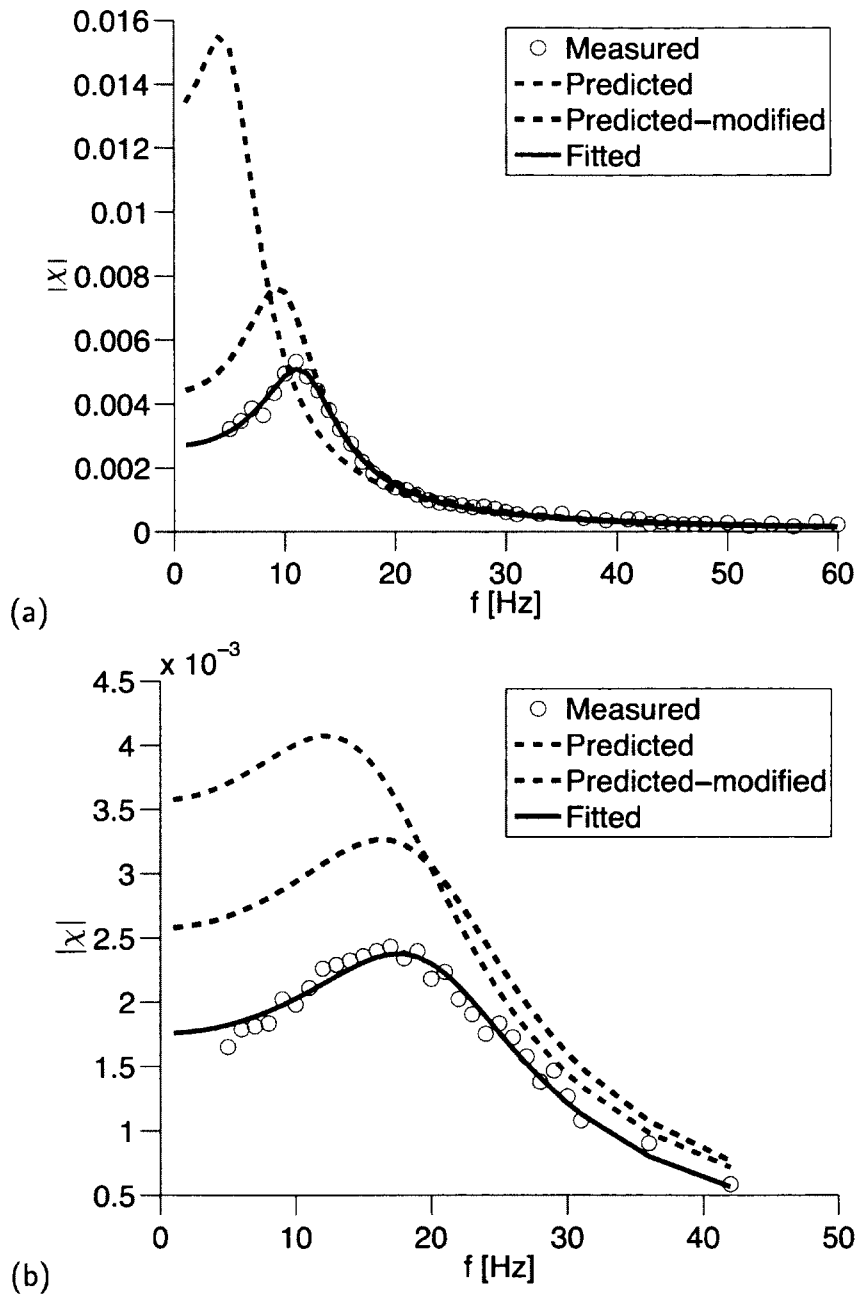 0.016
0.014
0.012
0.01
0.008
0.006
0.004
0.002
0
|χ|
Measured
Predicted
Predicted-modified
Fitted
0 10 20 30 40 50 60
f [Hz]
(a)
x 10⁻³
4.5
4
3.5
3
2.5
2
1.5
1
0.5
|χ|
Measured
Predicted
Predicted-modified
Fitted
0 10 20 30 40 50
f [Hz]
(b)